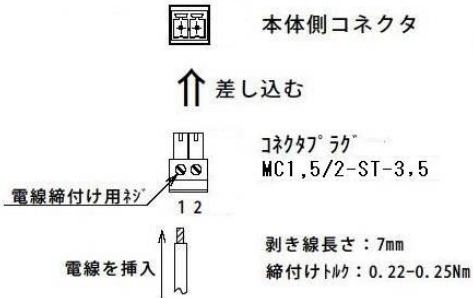 本体側コネクタ
差し込む
ｺﾈｸﾀﾌﾟﾗｸﾞ
MC1,5/2-ST-3,5
電線締付け用ﾈｼﾞ
1 2
電線を挿入
剥き線長さ：7mm
締付けﾄﾙｸ：0.22-0.25Nm